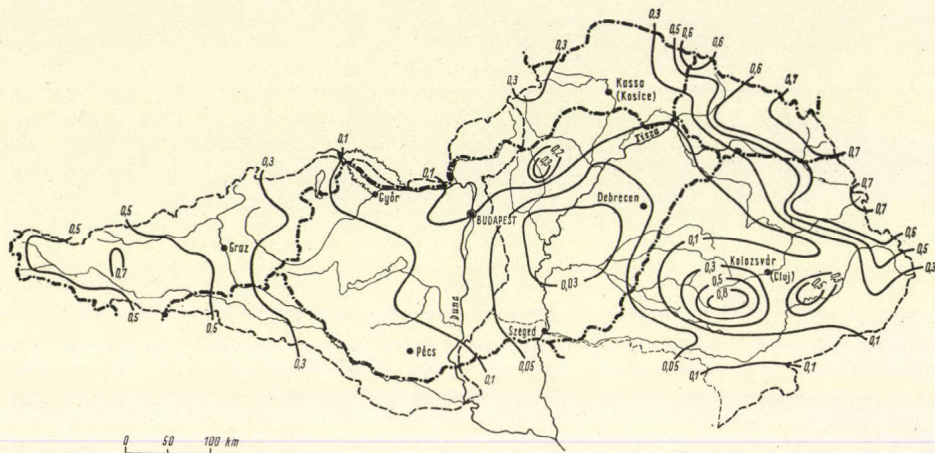 0,3
0,5
0,6
0,6
0,3
0,3
0,6
0,7
Kassa
(Kosice)
Tisza
0,2
0,1
0,1
0,7
0,3
Győr
BUDAPEST
Debrecen
0,7
0,5
0,5
0,7
Graz
0,1
Kolozsvár
(Cluj)
0,6
0,5
0,3
0,3
0,5
0,8
0,5
0,03
0,5
0,5
Duna
Szeged
0,3
Pécs
0,1
0,05
0,05
0,1
0,1
0,1
0 50 100 km